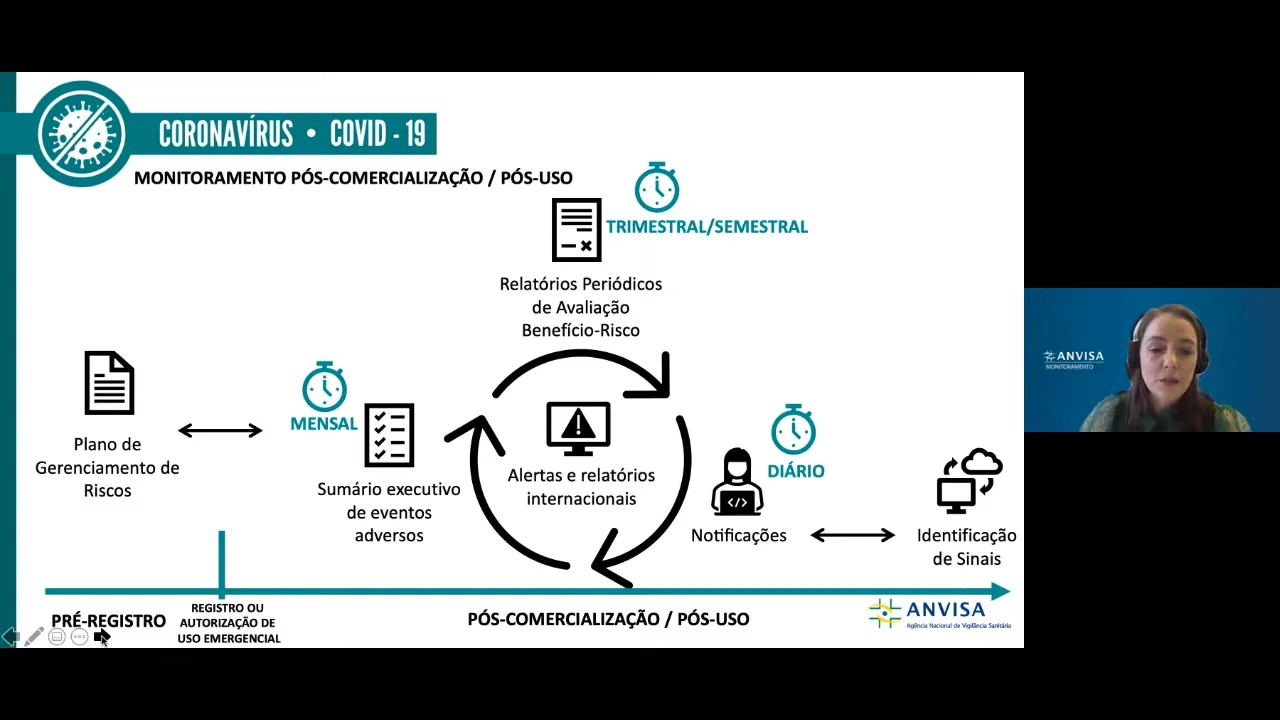 CORONAVÍRUS • COVID - 19
MONITORAMENTO PÓS-COMERCIALIZAÇÃO / PÓS-USO
TRIMESTRAL/SEMESTRAL
Relatórios Periódicos
de Avaliação
Benefício-Risco
Plano de
Gerenciamento de
Riscos
MENSAL
Sumário executivo
de eventos
adversos
Alertas e relatórios
internacionais
DIÁRIO
Notificações
Identificação
de Sinais
PRÉ-REGISTRO
REGISTRO OU
AUTORIZAÇÃO DE
USO EMERGENCIAL
PÓS-COMERCIALIZAÇÃO / PÓS-USO
ANVISA
Agência Nacional de Vigilância Sanitária
ANVISA
MONITORAMENTO